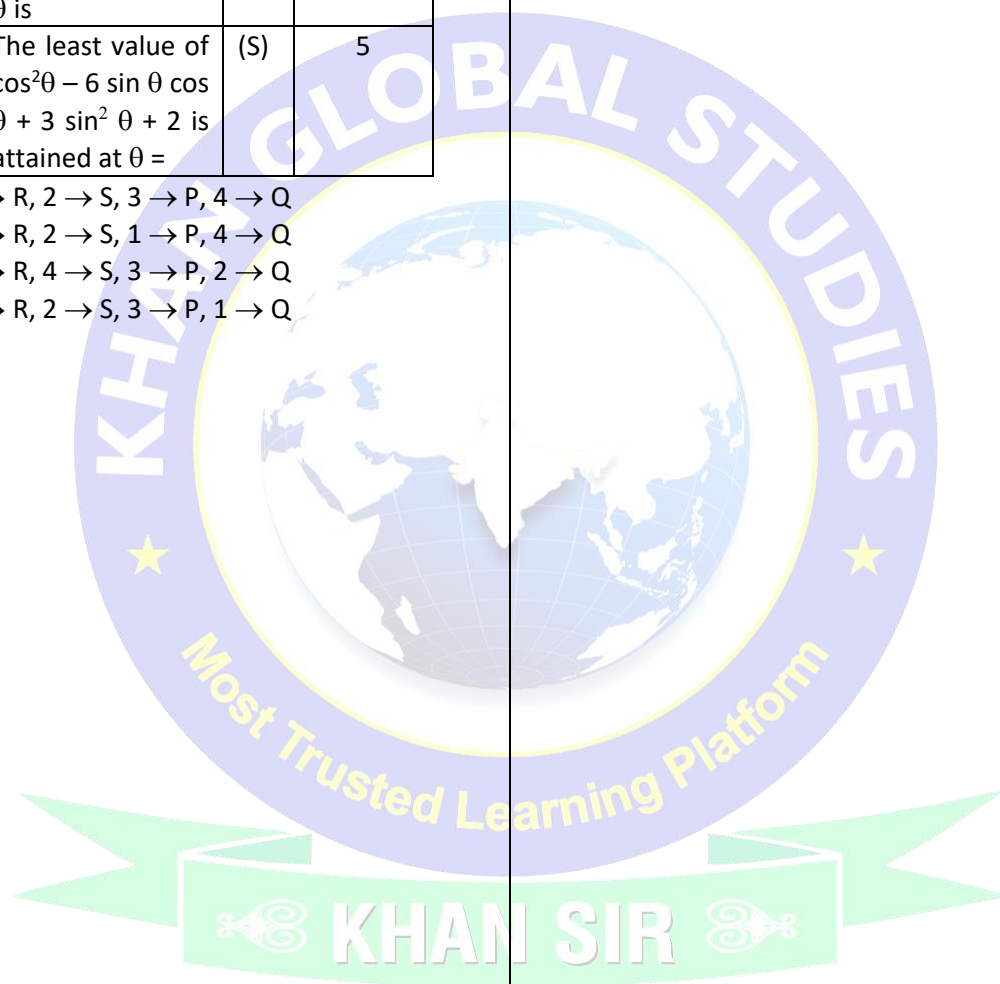 θ is
The least value of (S) 5
cos²θ – 6 sin θ cos
θ + 3 sin² θ + 2 is
attained at θ =
→ R, 2 → S, 3 → P, 4 → Q
→ R, 2 → S, 1 → P, 4 → Q
→ R, 4 → S, 3 → P, 2 → Q
→ R, 2 → S, 3 → P, 1 → Q
KHAN GLOBAL STUDIES
Most Trusted Learning Platform
KHAN SIR